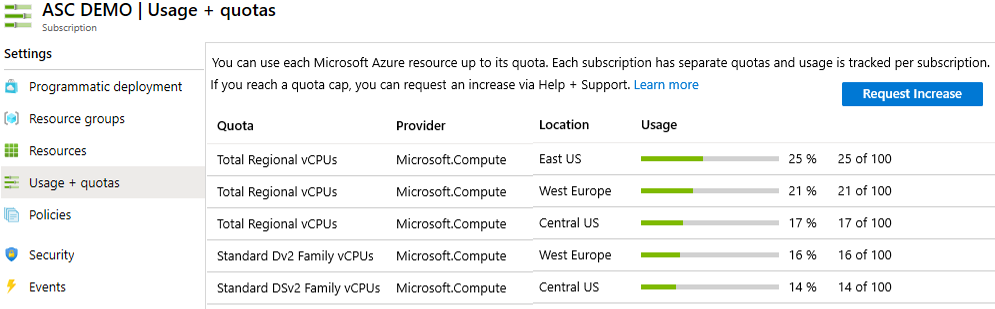 ASC DEMO | Usage + quotas
Subscription
Settings
Programmatic deployment
Resource groups
Resources
Usage + quotas
Policies
Security
Events
You can use each Microsoft Azure resource up to its quota. Each subscription has separate quotas and usage is tracked per subscription.
If you reach a quota cap, you can request an increase via Help + Support. Learn more
Request Increase
Quota Provider Location Usage
Total Regional vCPUs Microsoft.Compute East US 25 % 25 of 100
Total Regional vCPUs Microsoft.Compute West Europe 21 % 21 of 100
Total Regional vCPUs Microsoft.Compute Central US 17 % 17 of 100
Standard Dv2 Family vCPUs Microsoft.Compute West Europe 16 % 16 of 100
Standard DSv2 Family vCPUs Microsoft.Compute Central US 14 % 14 of 100